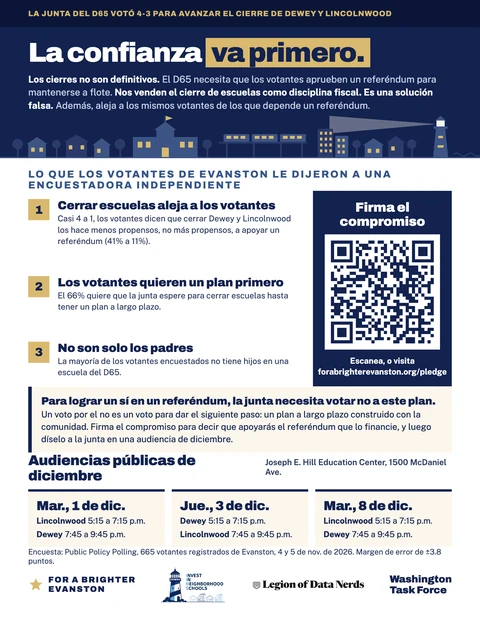 LA JUNTA DEL D65 VOTÓ 4-3 PARA AVANZAR EL CIERRE DE DEWEY Y LINCOLNWOOD
La confianza va primero.
Los cierres no son definitivos. El D65 necesita que los votantes aprueben un referéndum para
mantenerse a flote. Nos venden el cierre de escuelas como disciplina fiscal. Es una solución
falsa. Además, aleja a los mismos votantes de los que depende un referéndum.
LO QUE LOS VOTANTES DE EVANSTON LE DIJERON A UNA
ENCUESTADORA INDEPENDIENTE
1
Cerrar escuelas aleja a los votantes
Casi 4 a 1, los votantes dicen que cerrar Dewey y Lincolnwood
los hace menos propensos, no más propensos, a apoyar un
referéndum (41% a 11%).
2
Los votantes quieren un plan primero
El 66% quiere que la junta espere para cerrar escuelas hasta
tener un plan a largo plazo.
3
No son solo los padres
La mayoría de los votantes encuestados no tiene hijos en una
escuela del D65.
Firma el
compromiso
Escanea, o visita
forabrighterevanston.org/pledge
Para lograr un sí en un referéndum, la junta necesita votar no a este plan.
Un voto por el no es un voto para dar el siguiente paso: un plan a largo plazo construido con la
comunidad. Firma el compromiso para decir que apoyarás el referéndum que lo financie, y luego
díselo a la junta en una audiencia de diciembre.
Audiencias públicas de
diciembre
Joseph E. Hill Education Center, 1500 McDaniel
Ave.
Mar., 1 de dic.
Lincolnwood 5:15 a 7:15 p.m.
Dewey 7:45 a 9:45 p.m.
Jue., 3 de dic.
Dewey 5:15 a 7:15 p.m.
Lincolnwood 7:45 a 9:45 p.m.
Mar., 8 de dic.
Lincolnwood 5:15 a 7:15 p.m.
Dewey 7:45 a 9:45 p.m.
Encuesta: Public Policy Polling, 665 votantes registrados de Evanston, 4 y 5 de nov. de 2026. Margen de error de ±3.8
puntos.
FOR A BRIGHTER
EVANSTON
INVEST
IN
NEIGHBORHOOD
SCHOOLS
Legion of Data Nerds
Washington
Task Force